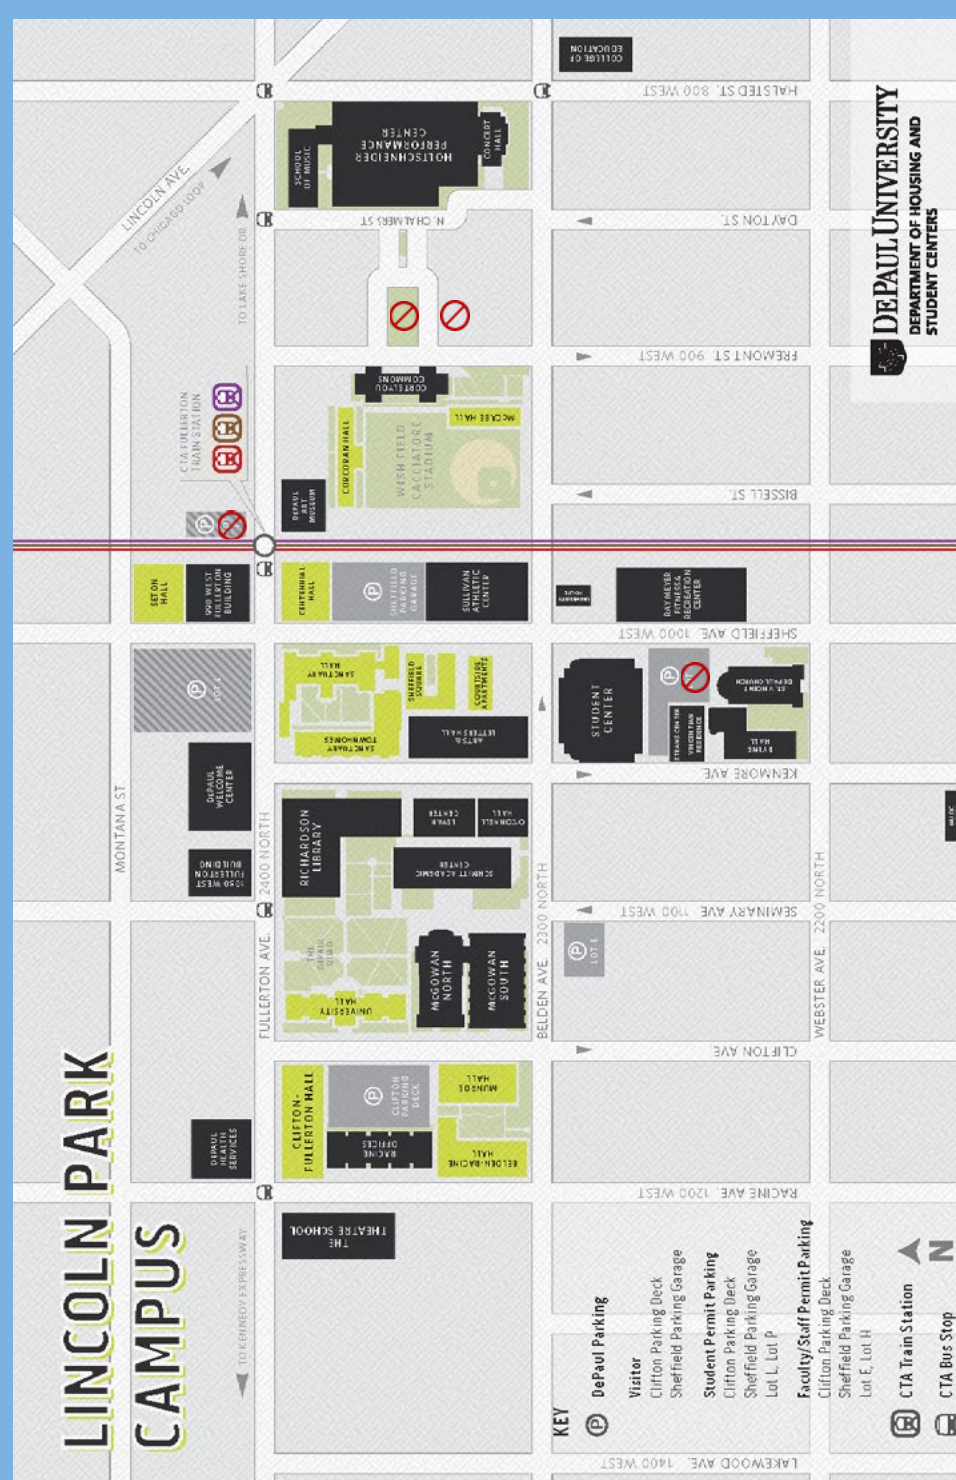 LINCOLN PARK
CAMPUS
DEPAUL UNIVERSITY
DEPARTMENT OF HOUSING AND
STUDENT CENTERS
COLLEGE OF
EDUCATION
HALSTED ST. 800 WEST
LINCOLN AVE.
TO CHICAGO LOOP
TO LAKE SHORE DR.
SCHOOL
OF MUSIC
HOLTSCHNEIDER
PERFORMANCE
CENTER
CONCERT
HALL
N. CHALMERS ST
DAYTON ST.
FREMONT ST 900 WEST
CTA FULLERTON
TRAIN STATION
CORTELYOU
COMMONS
MCCABE HALL
CORCORAN HALL
WISH FIELD
CACCIATORE
STADIUM
DEPAUL
ART
MUSEUM
BISSELL ST.
P
SETON
HALL
990 WEST
FULLERTON
BUILDING
CENTENNIAL
HALL
P
SHEFFIELD
PARKING
GARAGE
SULLIVAN
ATHLETIC
CENTER
RAY MEYER
FITNESS &
RECREATION
CENTER
SHEFFIELD AVE. 1000 WEST
P
LOT
SANCTUARY
HALL
SANCTUARY
TOWNHOMES
SHEFFIELD
SQUARE
COURTSIDE
APARTMENTS
ARTS &
LETTERS HALL
STUDENT
CENTER
P
ST. VINCENT
DEPAUL CHURCH
STEANS CENTER
VINCENTIAN
RESIDENCE
BYRNE
HALL
KENMORE AVE.
MONTANA ST
DEPAUL
WELCOME
CENTER
1050 WEST
FULLERTON
BUILDING
FULLERTON AVE. 2400 NORTH
RICHARDSON
LIBRARY
LEVAN
CENTER
O'CONNELL
HALL
SCHMITT ACADEMIC
CENTER
BELDEN AVE. 2300 NORTH
WEBSTER AVE. 2200 NORTH
MUSIC
SEMINARY AVE 1100 WEST
THE
DEPAUL
QUAD
UNIVERSITY
HALL
MCGOWAN
NORTH
MCGOWAN
SOUTH
P
LOT E
CLIFTON AVE
CLIFTON-
FULLERTON HALL
P
CLIFTON
PARKING
DECK
RACINE
OFFICES
MUNROE
HALL
BELDEN-RACINE
HALL
DEPAUL
HEALTH
SERVICES
RACINE AVE. 1200 WEST
TO KENNEDY EXPRESSWAY
THE
THEATRE SCHOOL
LAKEWOOD AVE. 1400 WEST
KEY
P DePaul Parking
Visitor
Clifton Parking Deck
Sheffield Parking Garage
Student Permit Parking
Clifton Parking Deck
Sheffield Parking Garage
Lot L, Lot P
Faculty/Staff Permit Parking
Clifton Parking Deck
Sheffield Parking Garage
Lot E, Lot H
CTA Train Station
CTA Bus Stop
N